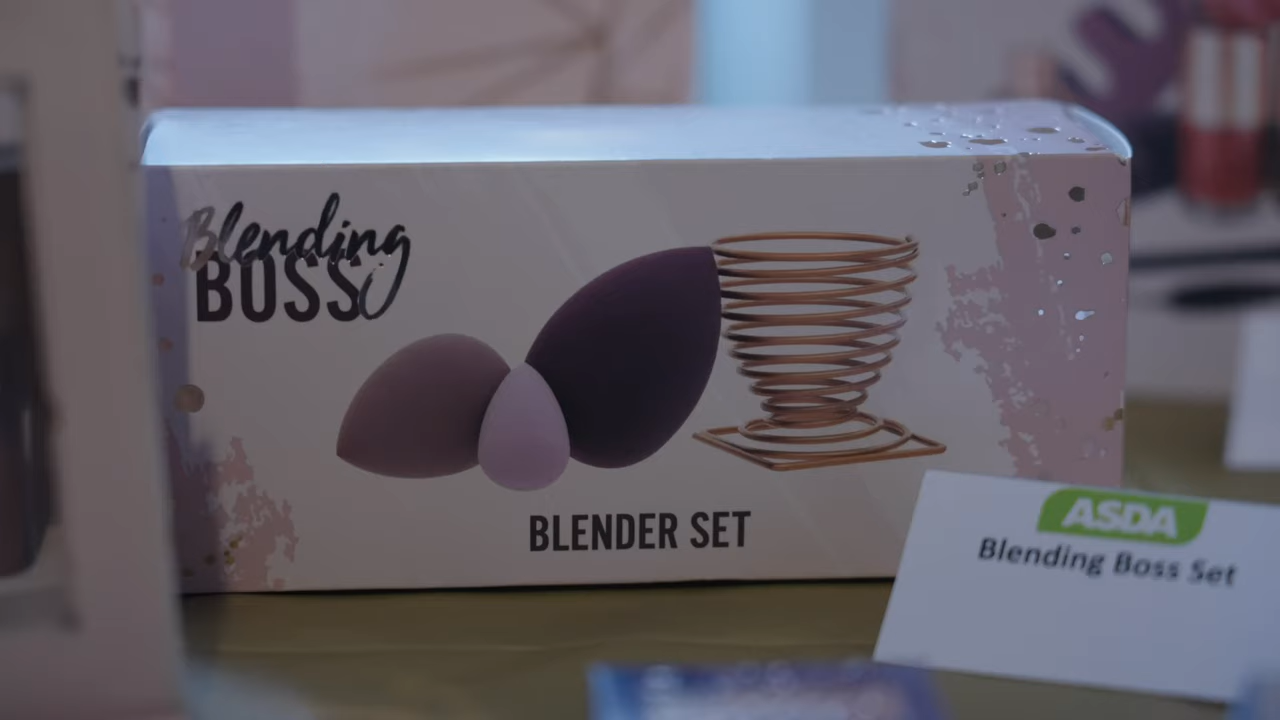 Blending
BOSS
BLENDER SET
ASDA
Blending Boss Set